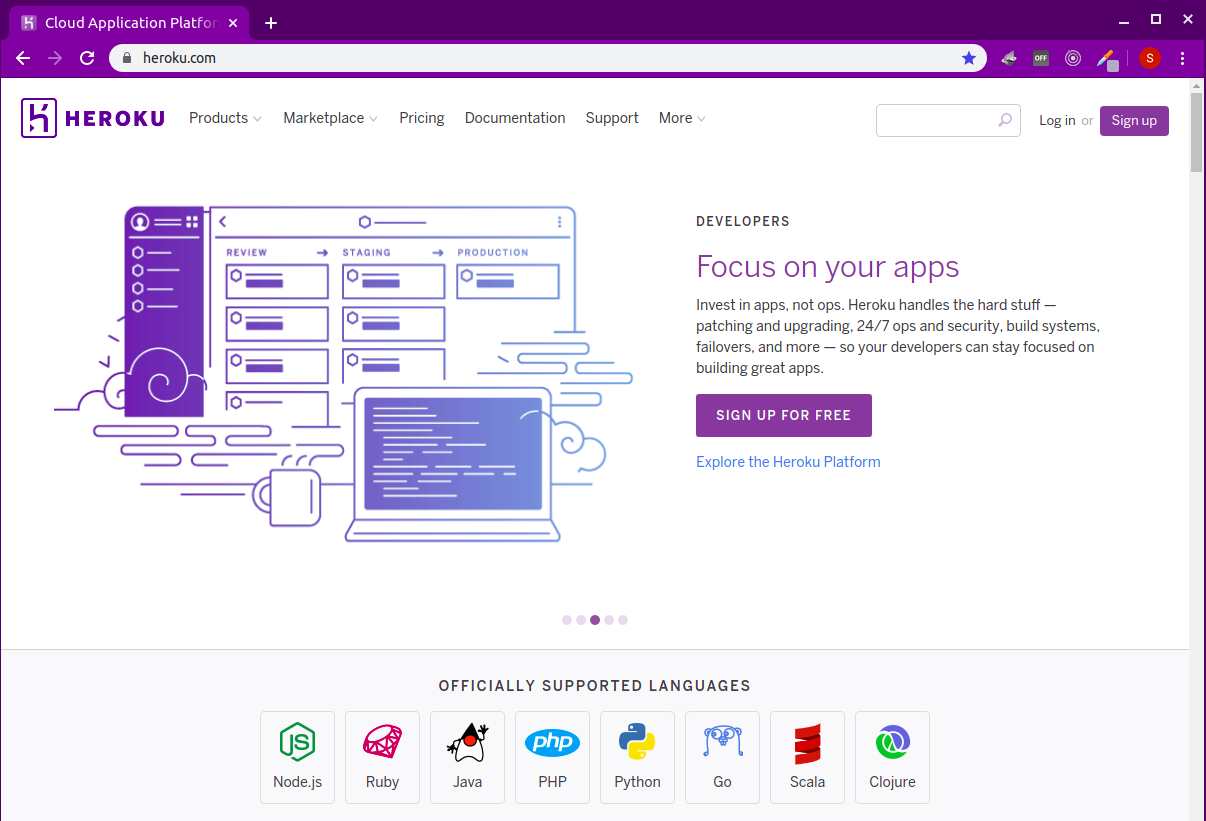 Cloud Application Platfor
heroku.com
OFF
S
HEROKU
Products
Marketplace
Pricing
Documentation
Support
More
Log in or Sign up
REVIEW
STAGING
PRODUCTION
DEVELOPERS
Focus on your apps
Invest in apps, not ops. Heroku handles the hard stuff —
patching and upgrading, 24/7 ops and security, build systems,
failovers, and more — so your developers can stay focused on
building great apps.
SIGN UP FOR FREE
Explore the Heroku Platform
OFFICIALLY SUPPORTED LANGUAGES
JS
php
Node.js
Ruby
Java
PHP
Python
Go
Scala
Clojure